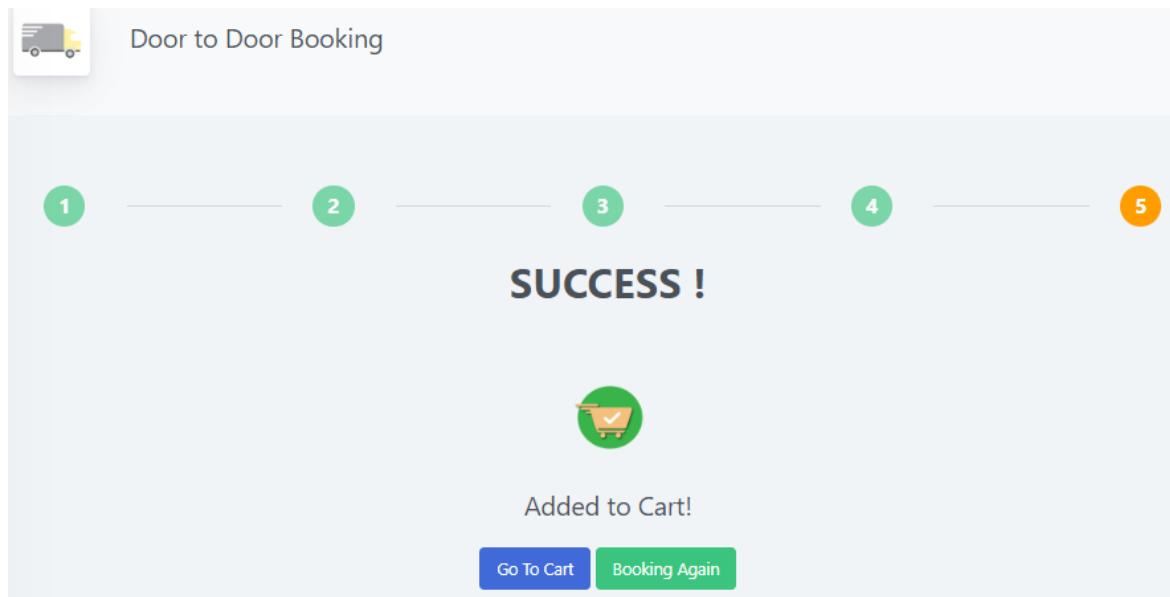 Door to Door Booking
1 2 3 4 5
SUCCESS !
Added to Cart!
Go To Cart Booking Again